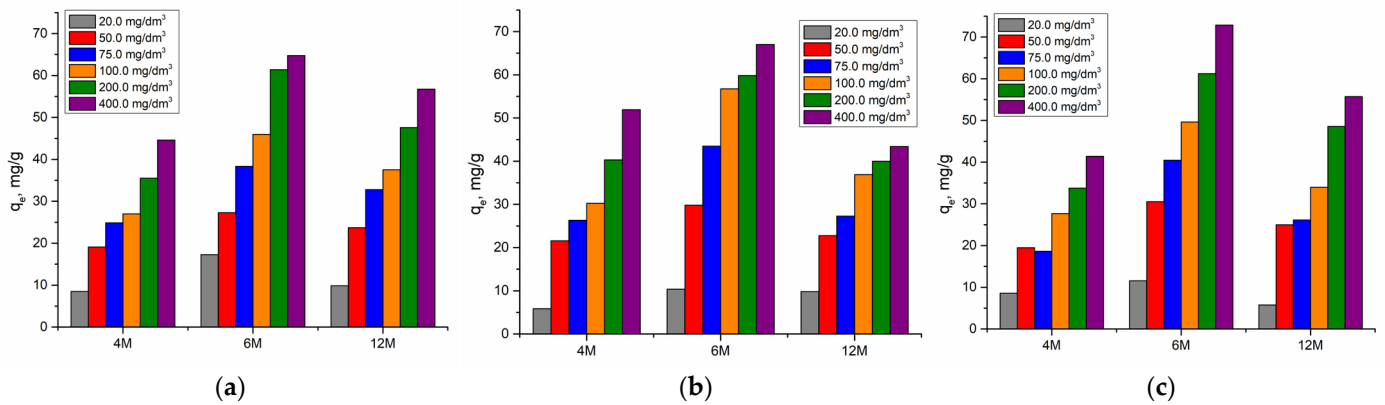 20.0 mg/dm³
50.0 mg/dm³
75.0 mg/dm³
100.0 mg/dm³
200.0 mg/dm³
400.0 mg/dm³
qe, mg/g
70
60
50
40
30
20
10
0
4M
6M
12M
(a)
20.0 mg/dm³
50.0 mg/dm³
75.0 mg/dm³
100.0 mg/dm³
200.0 mg/dm³
400.0 mg/dm³
qe, mg/g
70
60
50
40
30
20
10
0
4M
6M
12M
(b)
20.0 mg/dm³
50.0 mg/dm³
75.0 mg/dm³
100.0 mg/dm³
200.0 mg/dm³
400.0 mg/dm³
qe, mg/g
70
60
50
40
30
20
10
0
4M
6M
12M
(c)